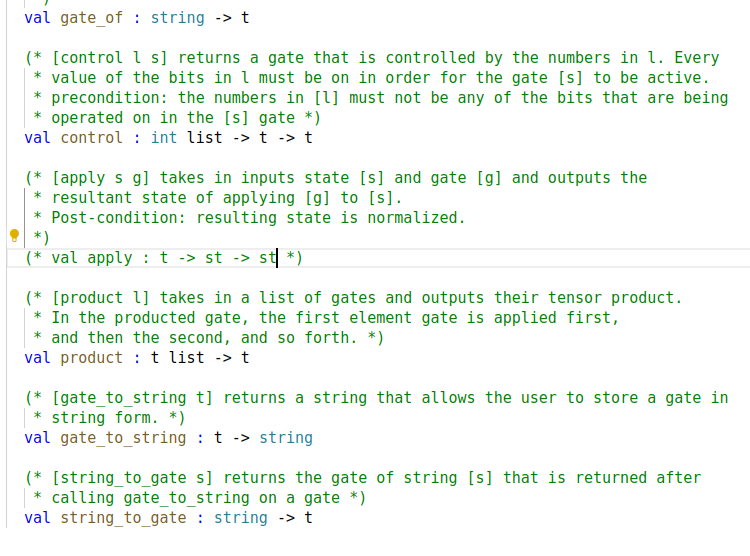 *)
val gate_of : string -> t
(* [control l s] returns a gate that is controlled by the numbers in l. Every
* value of the bits in l must be on in order for the gate [s] to be active.
* precondition: the numbers in [l] must not be any of the bits that are being
* operated on in the [s] gate *)
val control : int list -> t -> t
(* [apply s g] takes in inputs state [s] and gate [g] and outputs the
* resultant state of applying [g] to [s].
* Post-condition: resulting state is normalized.
*)
(* val apply : t -> st -> st *)
(* [product l] takes in a list of gates and outputs their tensor product.
* In the producted gate, the first element gate is applied first,
* and then the second, and so forth. *)
val product : t list -> t
(* [gate_to_string t] returns a string that allows the user to store a gate in
* string form. *)
val gate_to_string : t -> string
(* [string_to_gate s] returns the gate of string [s] that is returned after
* calling gate_to_string on a gate *)
val string_to_gate : string -> t